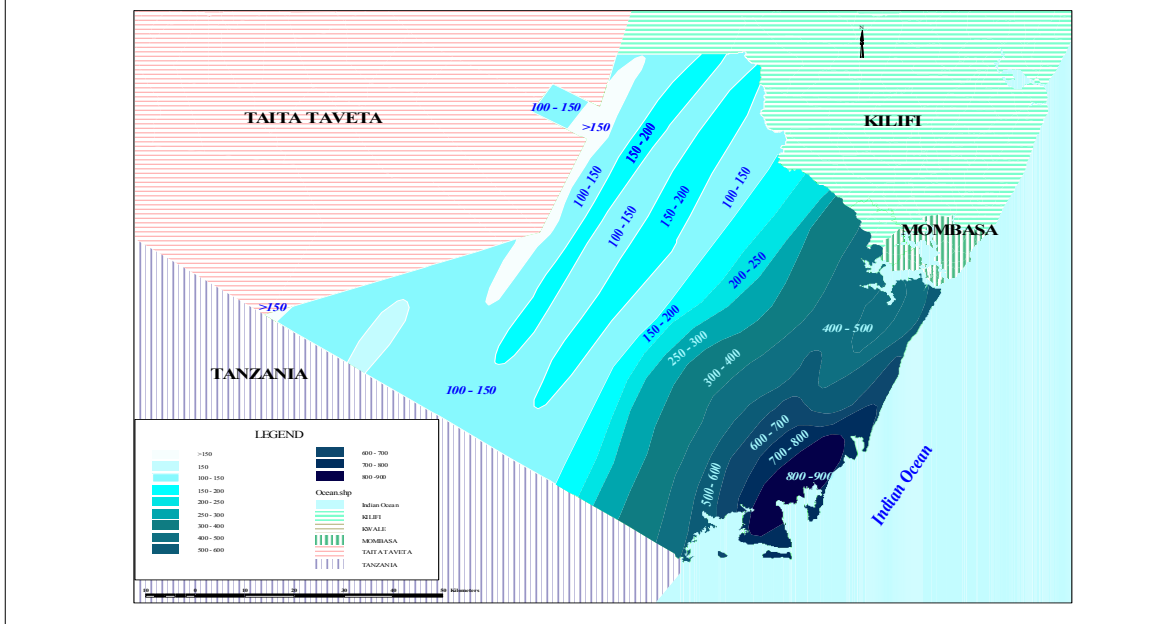 N
TAITA TAVETA
KILIFI
MOMBASA
TANZANIA
Indian Ocean
100 - 150
>150
150 - 200
100 - 150
100 - 150
150 - 200
100 - 150
200 - 250
150 - 200
250 - 300
300 - 400
400 - 500
>150
100 - 150
600 - 700
700 - 800
800 - 900
500 - 600
LEGEND
>150
150
100 - 150
150 - 200
200 - 250
250 - 300
300 - 400
400 - 500
500 - 600
600 - 700
700 - 800
800 - 900
Ocean.shp
Indian Ocean
KILIFI
KWALE
MOMBASA
TAITA TAVETA
TANZANIA
10 0 10 20 30 40 50 Kilometers